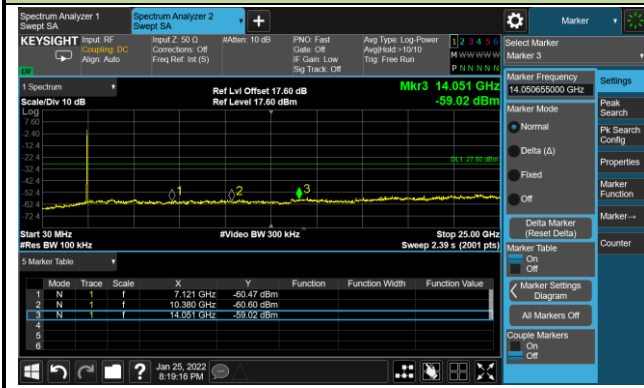 Spectrum Analyzer 1
Swept SA
Spectrum Analyzer 2
Swept SA
+
Marker
KEYSIGHT
Input: RF
Coupling: DC
Align: Auto
Input Z: 50 Ω
Corrections: Off
Freq Ref: Int (S)
#Atten: 10 dB
PNO: Fast
Gate: Off
IF Gain: Low
Sig Track: Off
Avg Type: Log-Power
Avg|Hold:>10/10
Trig: Free Run
1 2 3 4 5 6
M W W W W W
P N N N N N
LXI
Select Marker
Marker 3
1 Spectrum
Scale/Div 10 dB
Log
Ref Lvl Offset 17.60 dB
Ref Level 17.60 dBm
Mkr3 14.051 GHz
-59.02 dBm
7.60
-2.40
-12.4
-22.4
-32.4
-42.4
-52.4
-62.4
-72.4
DL1 -27.60 dBm
1
2
3
Start 30 MHz
#Res BW 100 kHz
#Video BW 300 kHz
Stop 25.00 GHz
Sweep 2.39 s (2001 pts)
5 Marker Table
Mode Trace Scale X Y Function Function Width Function Value
1 N 1 f 7.121 GHz -60.47 dBm
2 N 1 f 10.380 GHz -60.60 dBm
3 N 1 f 14.051 GHz -59.02 dBm
4
5
6
Marker Frequency
14.050655000 GHz
Marker Mode
Normal
Delta (Δ)
Fixed
Off
Delta Marker
(Reset Delta)
Marker Table
On
Off
Marker Settings
Diagram
All Markers Off
Couple Markers
On
Off
Settings
Peak
Search
Pk Search
Config
Properties
Marker
Function
Marker→
Counter
?
Jan 25, 2022
8:19:16 PM